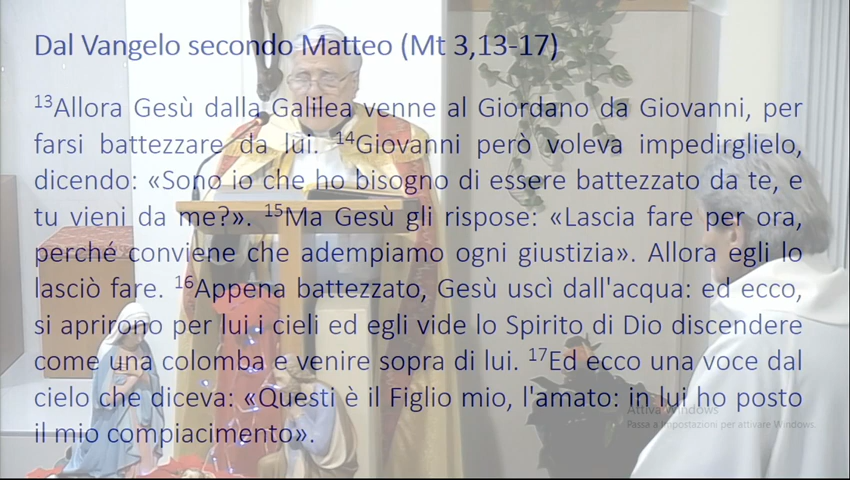 Dal Vangelo secondo Matteo (Mt 3,13-17)
13Allora Gesù dalla Galilea venne al Giordano da Giovanni, per
farsi battezzare da lui. 14Giovanni però voleva impedirglielo,
dicendo: «Sono io che ho bisogno di essere battezzato da te, e
tu vieni da me?». 15Ma Gesù gli rispose: «Lascia fare per ora,
perché conviene che adempiamo ogni giustizia». Allora egli lo
lasciò fare. 16Appena battezzato, Gesù uscì dall'acqua: ed ecco,
si aprirono per lui i cieli ed egli vide lo Spirito di Dio discendere
come una colomba e venire sopra di lui. 17Ed ecco una voce dal
cielo che diceva: «Questi è il Figlio mio, l'amato: in lui ho posto
il mio compiacimento».
Attiva Windows
Passa a Impostazioni per attivare Windows.